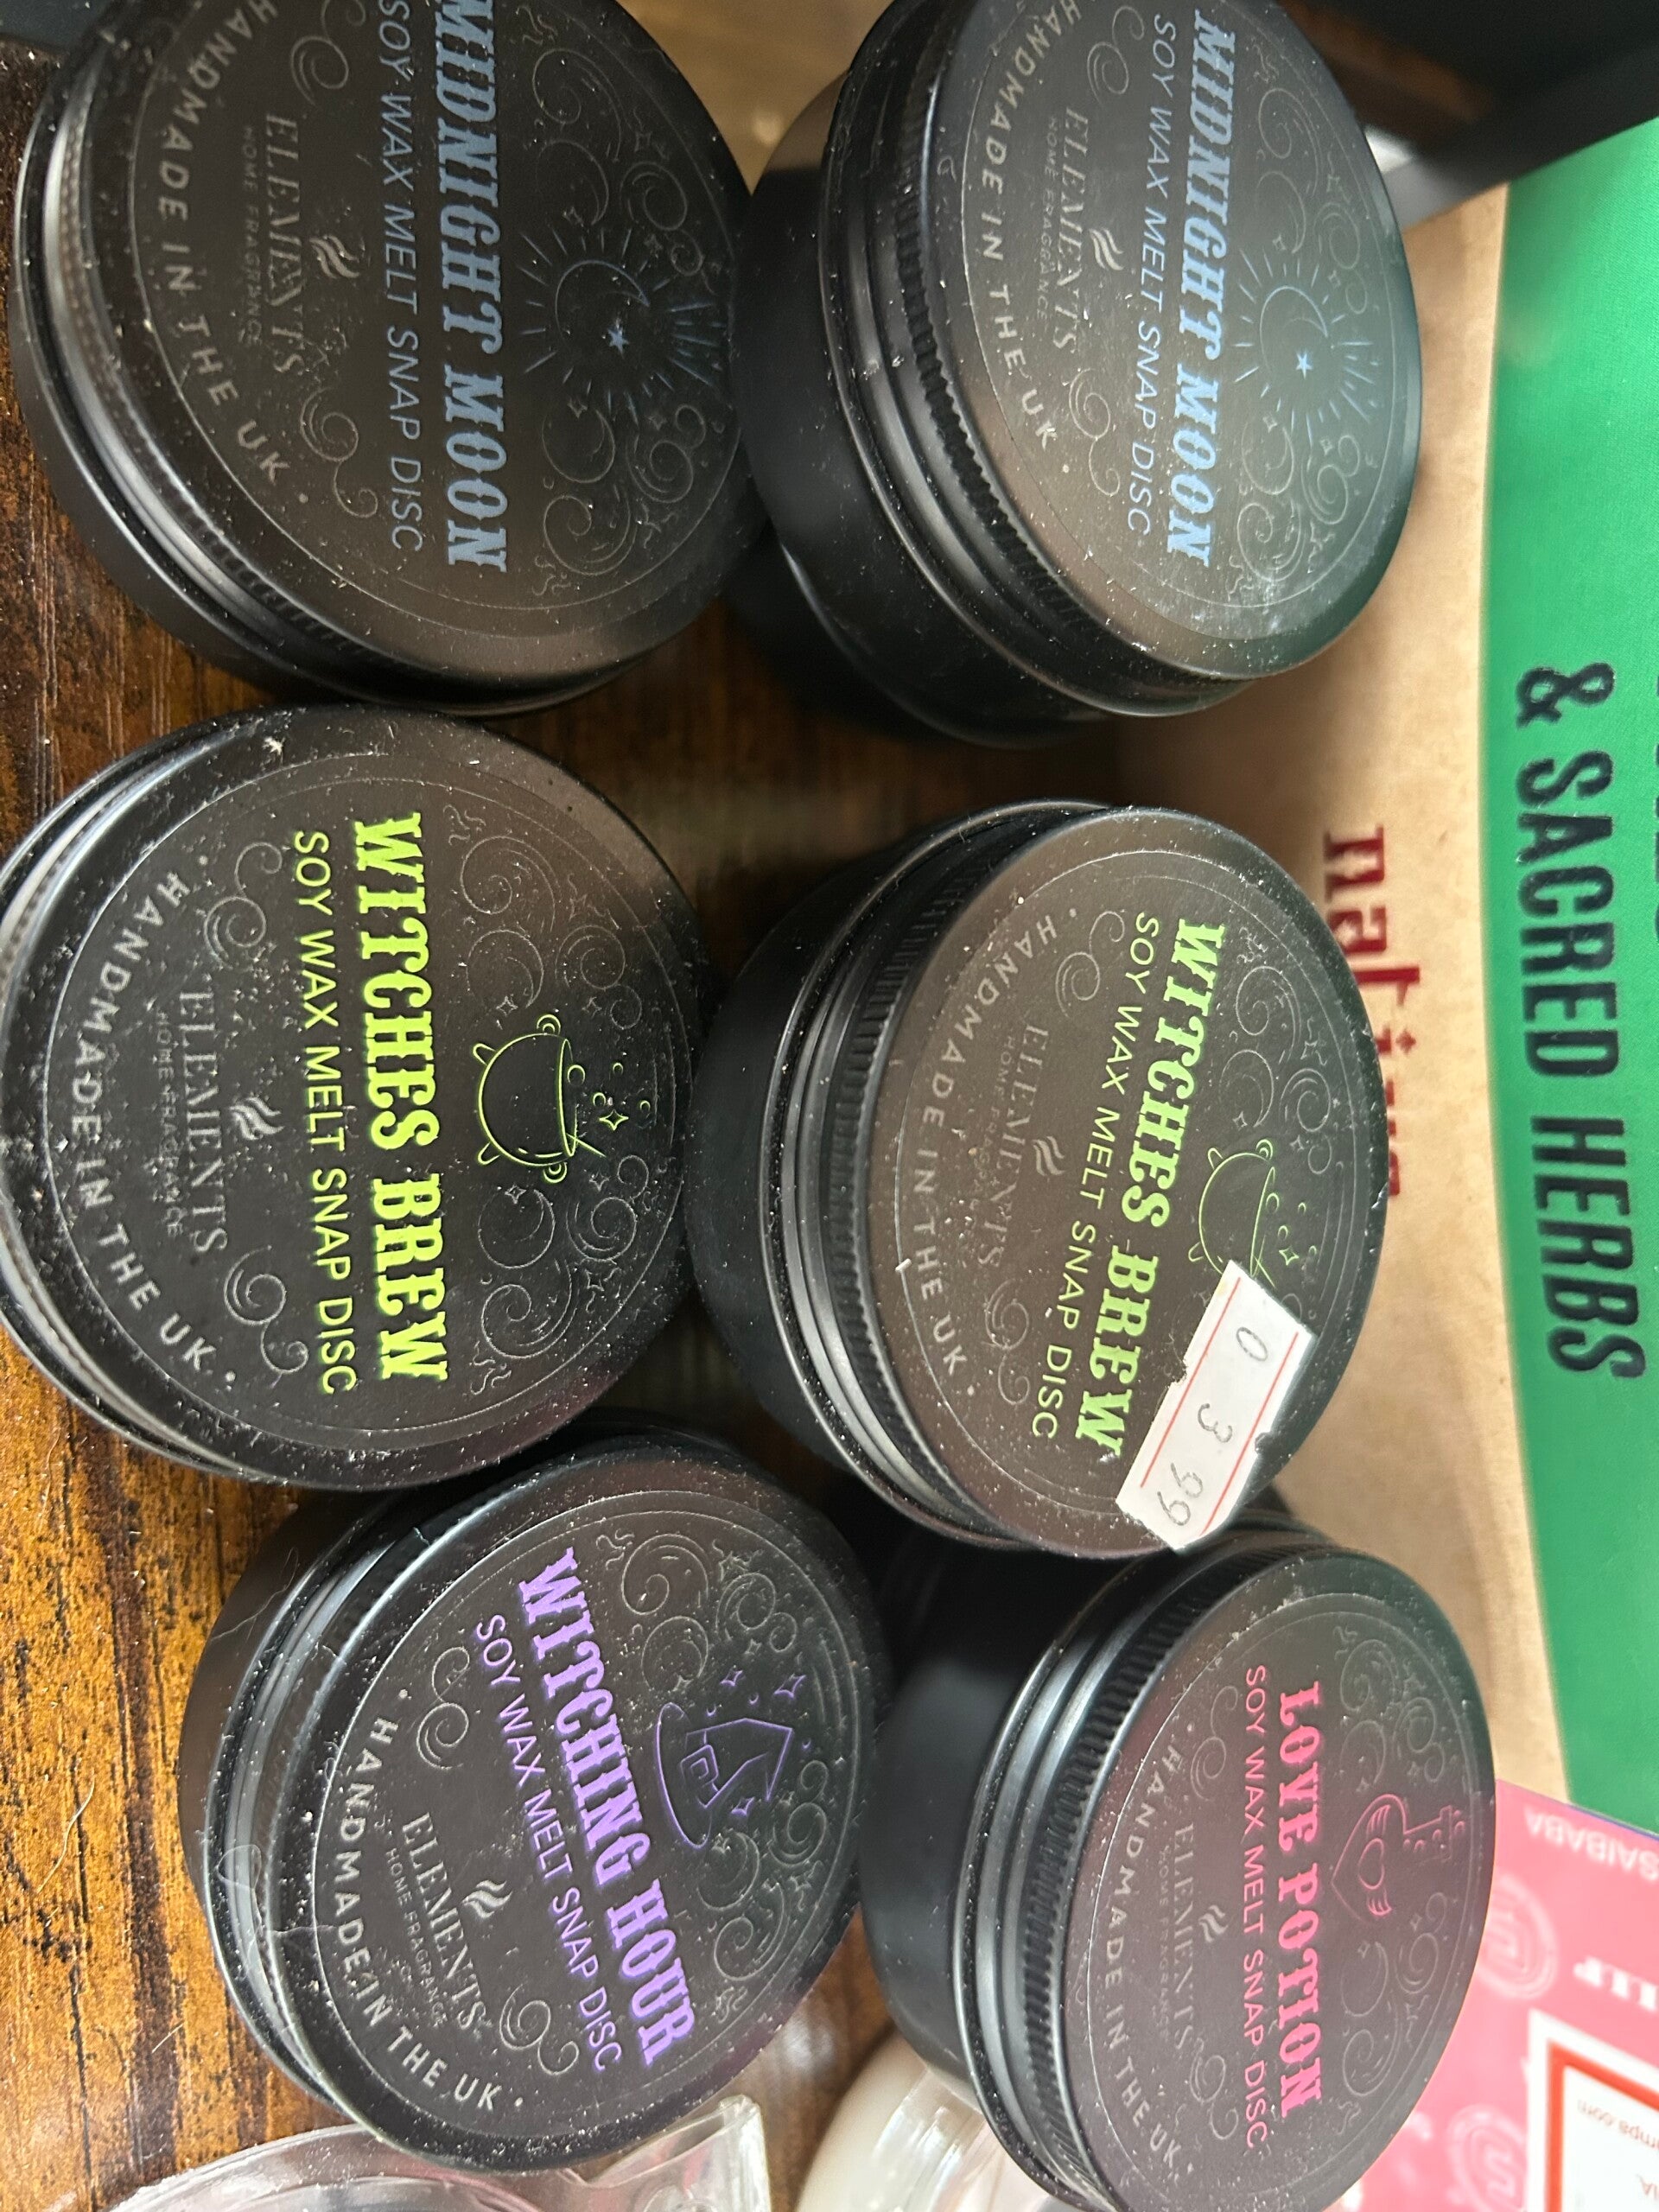 MIDNIGHT MOON
SOY WAX MELT SNAP DISC
ELEMENTS
HOME FRAGRANCE
HANDMADE IN THE UK •
MIDNIGHT MOON
SOY WAX MELT SNAP DISC
ELEMENTS
HOME FRAGRANCE
HANDMADE IN THE UK •
WITCHES BREW
SOY WAX MELT SNAP DISC
ELEMENTS
HOME FRAGRANCE
• HANDMADE IN THE UK •
WITCHES BREW
SOY WAX MELT SNAP DISC
ELEMENTS
HOME FRAGRANCE
• HANDMADE IN THE UK •
0 3 99
WITCHING HOUR
SOY WAX MELT SNAP DISC
ELEMENTS
HOME FRAGRANCE
• HANDMADE IN THE UK •
LOVE POTION
SOY WAX MELT SNAP DISC
ELEMENTS
HOME FRAGRANCE
• HANDMADE IN THE UK •
& SACRED HERBS
native
SAIBABA